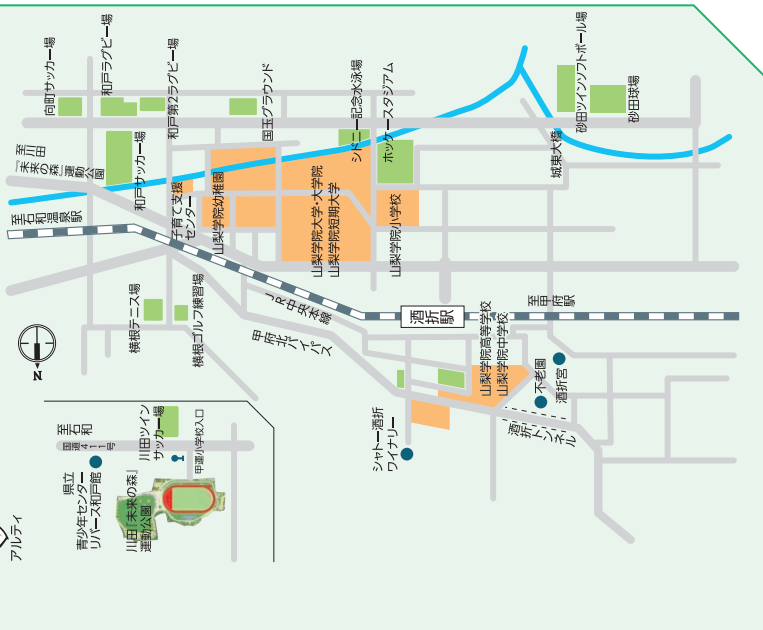 向町サッカー場
和戸ラグビー場
和戸第2ラグビー場
国玉グラウンド
シドニー記念水泳場
ホッケースタジアム
砂田ツインソフトボール場
砂田球場
至川田
『未来の森』運動
公園
和戸サッカー場
城東大橋
至石和
温泉駅
子育て支援
センター
山梨学院幼稚園
山梨学院大学・大学院
山梨学院短期大学
山梨学院小学校
横根テニス場
横根ゴルフ練習場
JR中央本線
甲府北バイパス
酒折駅
至甲府駅
山梨学院高等学校
山梨学院中学校
不老園
酒折宮
酒折トンネル
シャトー酒折
ワイナリー
N
至石和
国道411号
県立
青少年センター
リバース和戸館
川田ツイン
サッカー場
甲運小学校入口
川田『未来の森』
運動公園
アルティ